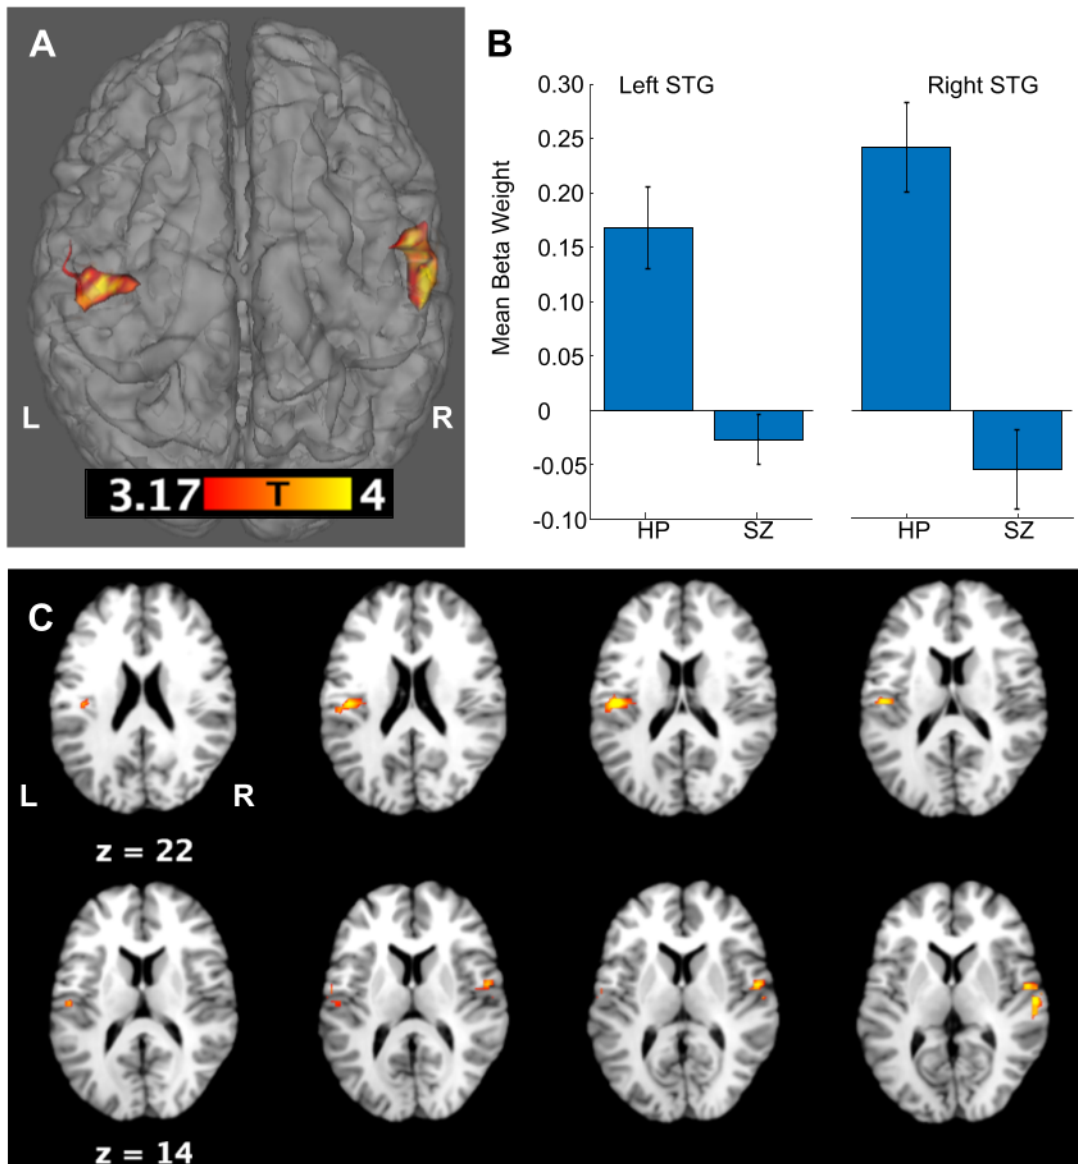 A
L
R
3.17 T 4
B
Left STG
Right STG
Mean Beta Weight
0.30
0.25
0.20
0.15
0.10
0.05
0
-0.05
-0.10
HP
SZ
HP
SZ
C
L
R
z = 22
z = 14